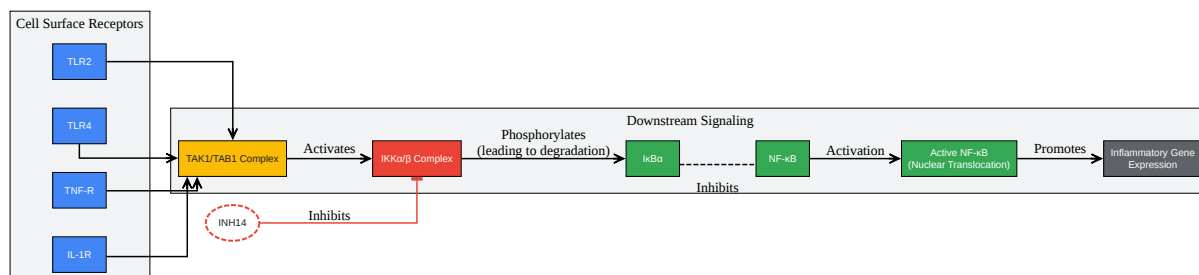 Cell Surface Receptors
TLR2
TLR4
TNF-R
IL-1R
Downstream Signaling
TAK1/TAB1 Complex
Activates
IKKα/β Complex
Phosphorylates
(leading to degradation)
IκBα
NF-κB
Activation
Active NF-κB
(Nuclear Translocation)
Promotes
Inflammatory Gene
Expression
Inhibits
INH14
Inhibits